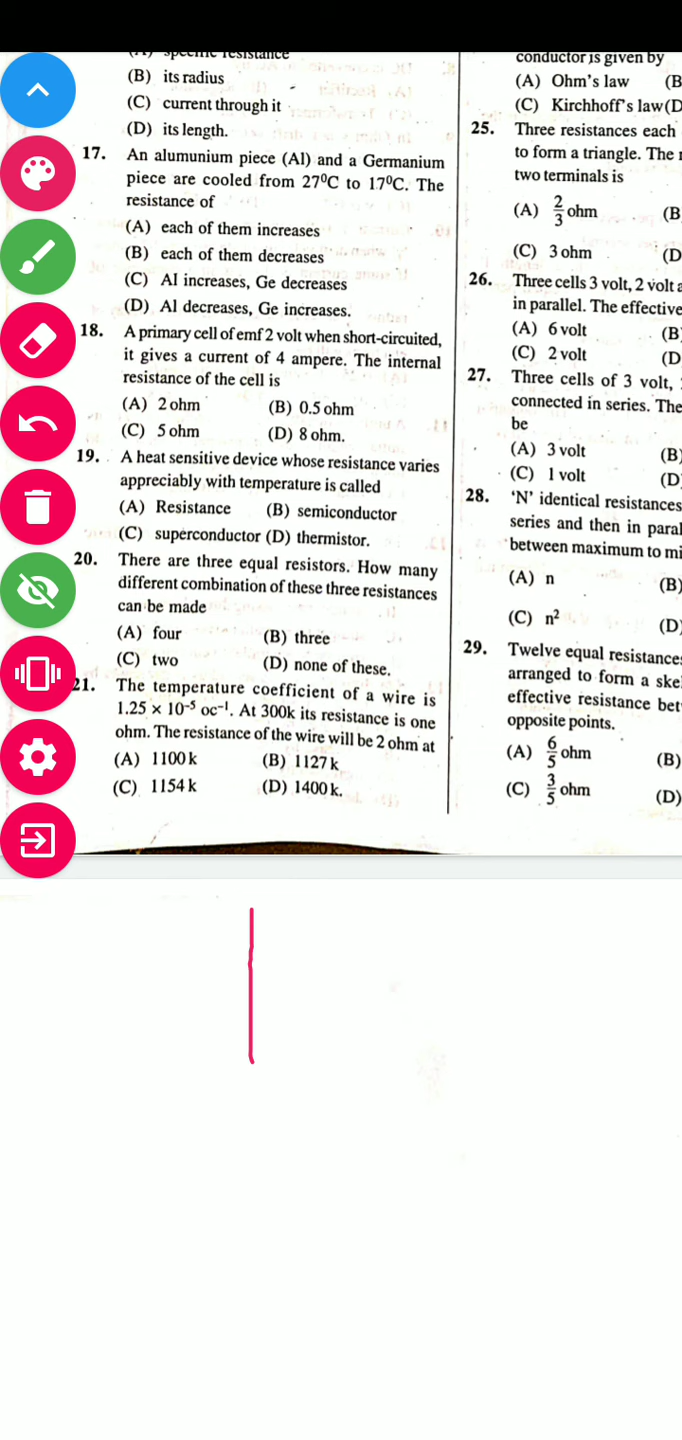 (A) specific resistance
(B) its radius
(C) current through it
(D) its length.
17. An alumunium piece (Al) and a Germanium
piece are cooled from 27⁰C to 17⁰C. The
resistance of
(A) each of them increases
(B) each of them decreases
(C) Al increases, Ge decreases
(D) Al decreases, Ge increases.
18. A primary cell of emf 2 volt when short-circuited,
it gives a current of 4 ampere. The internal
resistance of the cell is
(A) 2 ohm (B) 0.5 ohm
(C) 5 ohm (D) 8 ohm.
19. A heat sensitive device whose resistance varies
appreciably with temperature is called
(A) Resistance (B) semiconductor
(C) superconductor (D) thermistor.
20. There are three equal resistors. How many
different combination of these three resistances
can be made
(A) four (B) three
(C) two (D) none of these.
21. The temperature coefficient of a wire is
1.25 × 10⁻⁵ oc⁻¹. At 300k its resistance is one
ohm. The resistance of the wire will be 2 ohm at
(A) 1100 k (B) 1127 k
(C) 1154 k (D) 1400 k.
conductor is given by
(A) Ohm's law (B
(C) Kirchhoff's law (D
25. Three resistances each
to form a triangle. The
two terminals is
(A) 2/3 ohm (B
(C) 3 ohm (D
26. Three cells 3 volt, 2 volt
in parallel. The effective
(A) 6 volt (B)
(C) 2 volt (D
27. Three cells of 3 volt,
connected in series. The
be
(A) 3 volt (B)
(C) 1 volt (D)
28. 'N' identical resistances
series and then in
between maximum to
(A) n (B)
(C) n² (D)
29. Twelve equal
arranged to form a
effective resistance
opposite points.
(A) 6/5 ohm (B)
(C) 3/5 ohm (D)